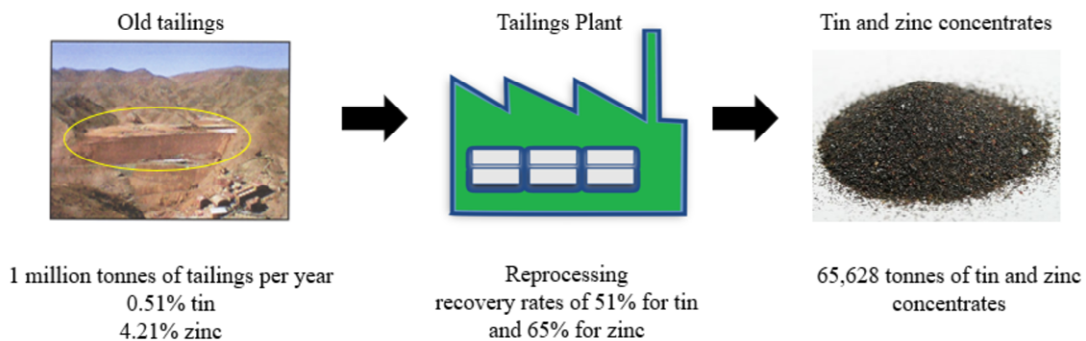 Old tailings
Tailings Plant
Tin and zinc concentrates
1 million tonnes of tailings per year
0.51% tin
4.21% zinc
Reprocessing
recovery rates of 51% for tin
and 65% for zinc
65,628 tonnes of tin and zinc
concentrates